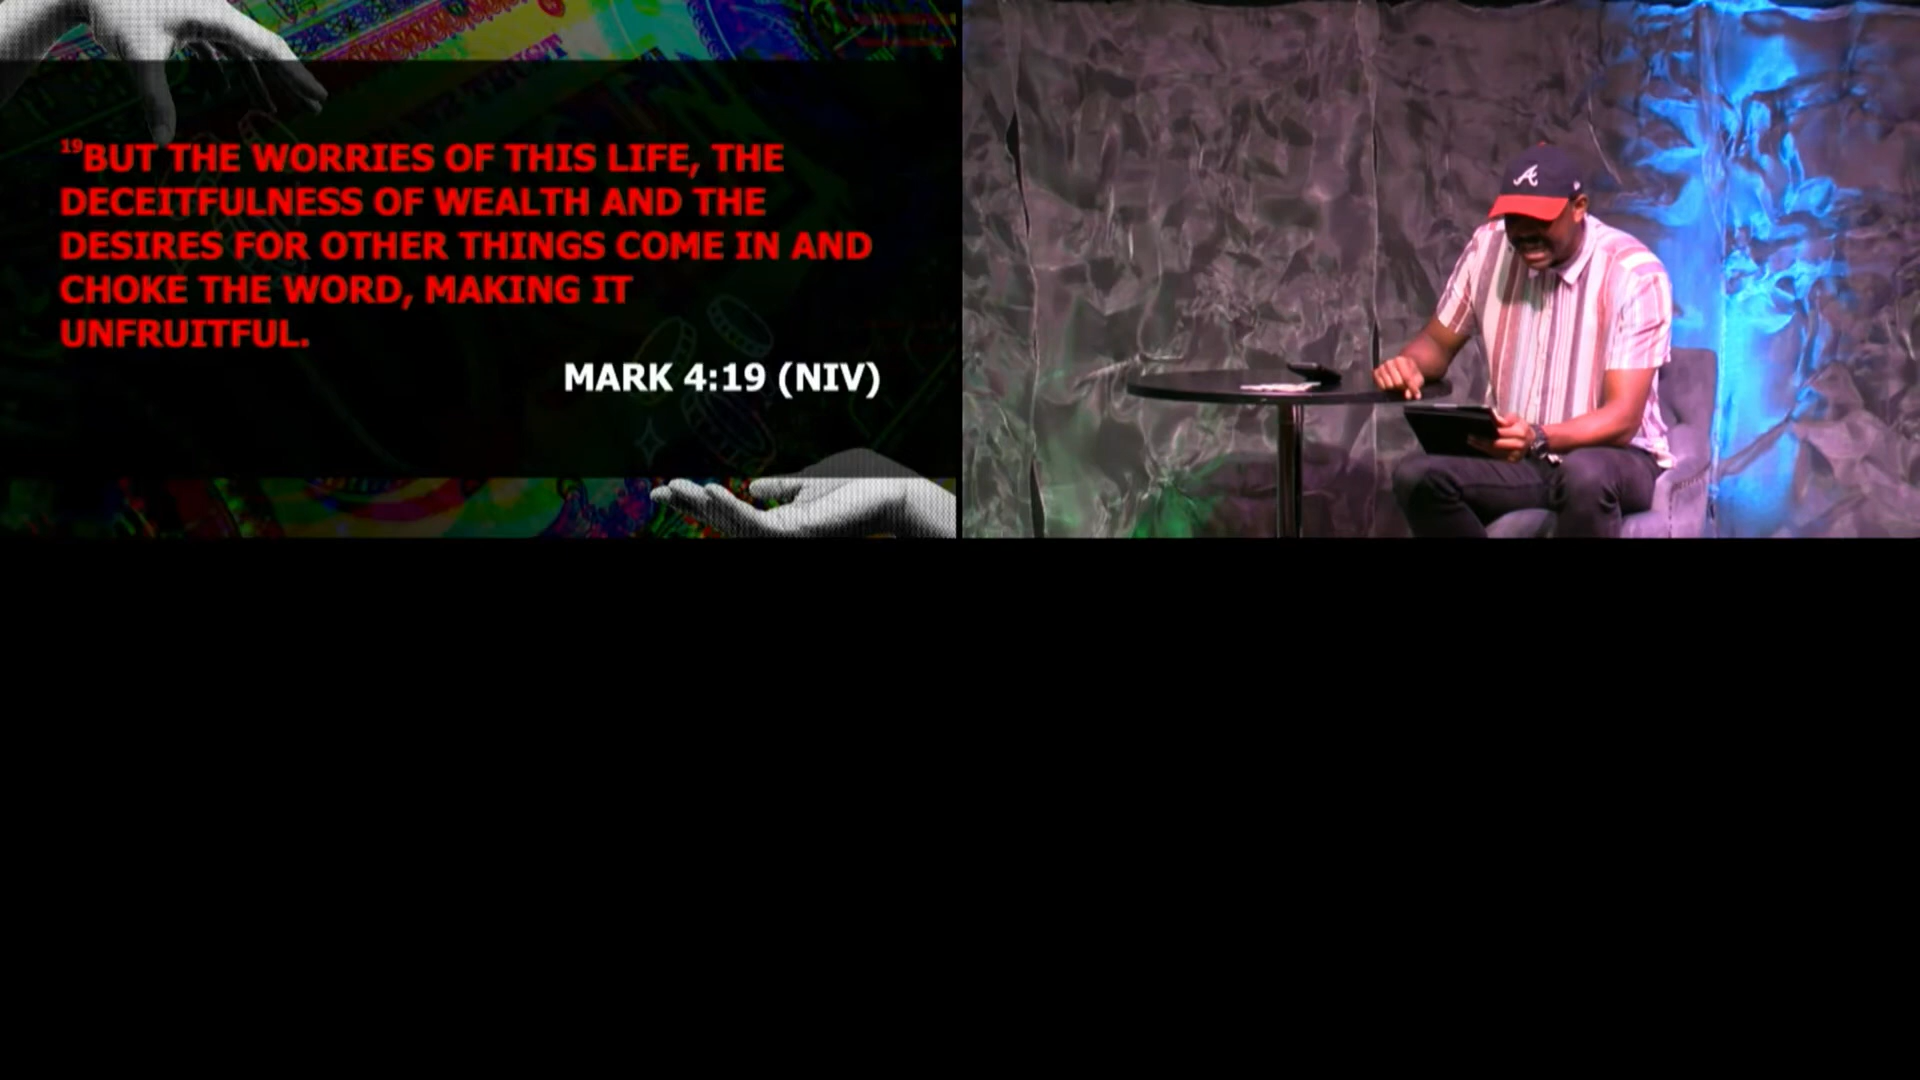 ¹⁹BUT THE WORRIES OF THIS LIFE, THE
DECEITFULNESS OF WEALTH AND THE
DESIRES FOR OTHER THINGS COME IN AND
CHOKE THE WORD, MAKING IT
UNFRUITFUL.
MARK 4:19 (NIV)
A